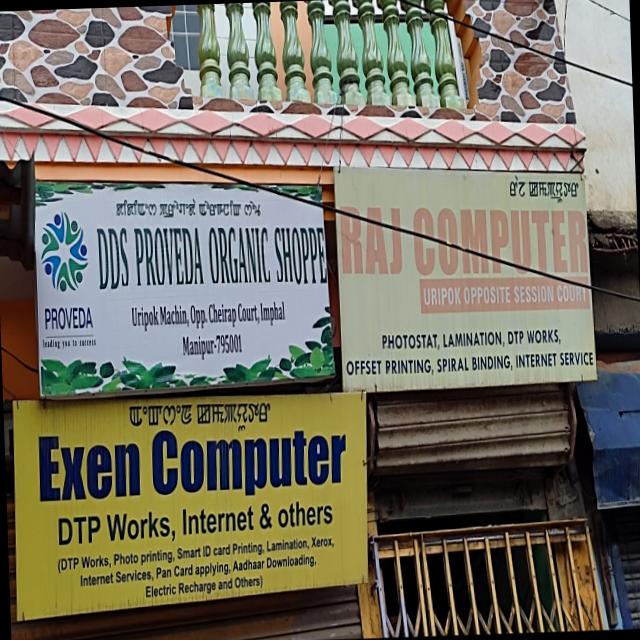 PROVEDA
leading you to success
DDS PROVEDA ORGANIC SHOPPE
Uripok Machin, Opp. Cheirap Court, Imphal
Manipur-795001
RAJ COMPUTER
URIPOK OPPOSITE SESSION COURT
PHOTOSTAT, LAMINATION, DTP WORKS,
OFFSET PRINTING, SPIRAL BINDING, INTERNET SERVICE
Exen Computer
DTP Works, Internet & others
(DTP Works, Photo printing, Smart ID card Printing, Lamination, Xerox,
Internet Services, Pan Card applying, Aadhaar Downloading,
Electric Recharge and Others)